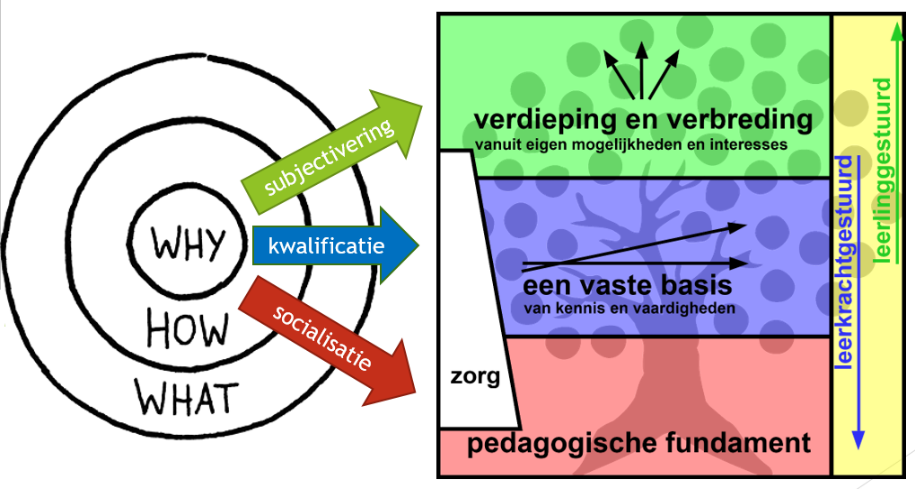 WHY
HOW
WHAT
subjectivering
kwalificatie
socialisatie
verdieping en verbreding
vanuit eigen mogelijkheden en interesses
een vaste basis
van kennis en vaardigheden
zorg
pedagogische fundament
leerkrachtgestuurd
leerlinggestuurd